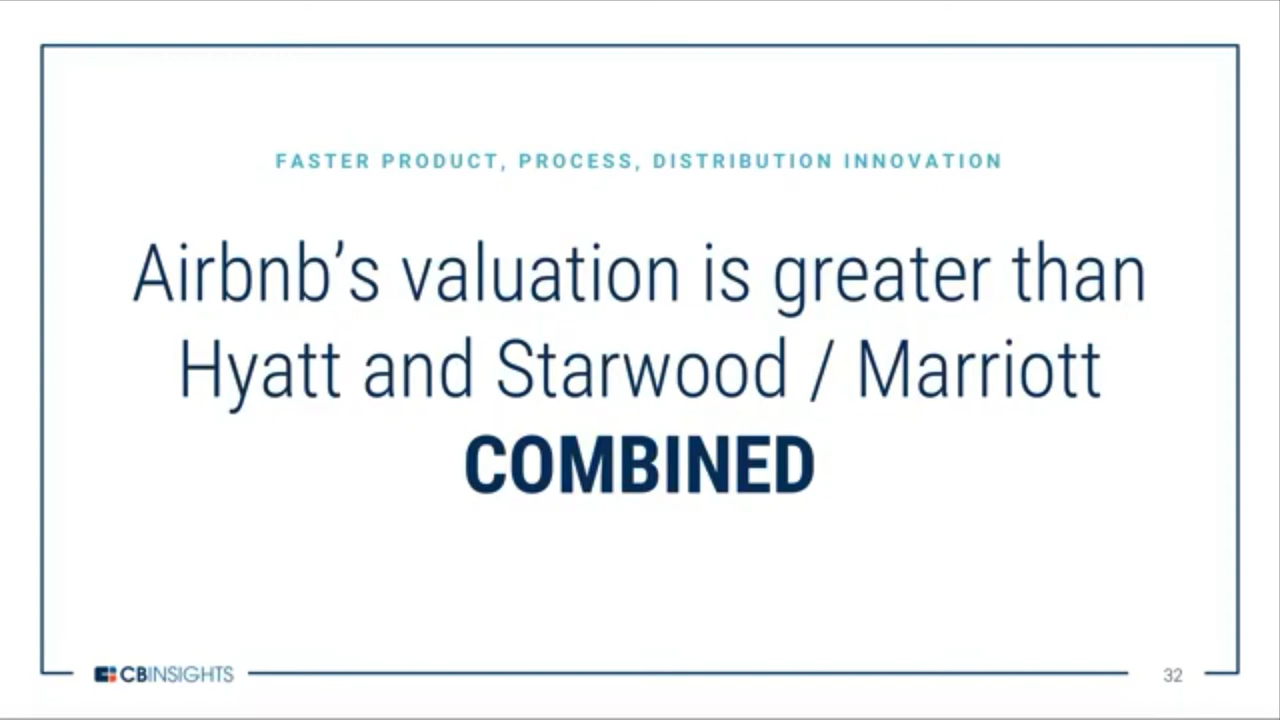 FASTER PRODUCT, PROCESS, DISTRIBUTION INNOVATION
Airbnb’s valuation is greater than
Hyatt and Starwood / Marriott
COMBINED
CBINSIGHTS
32